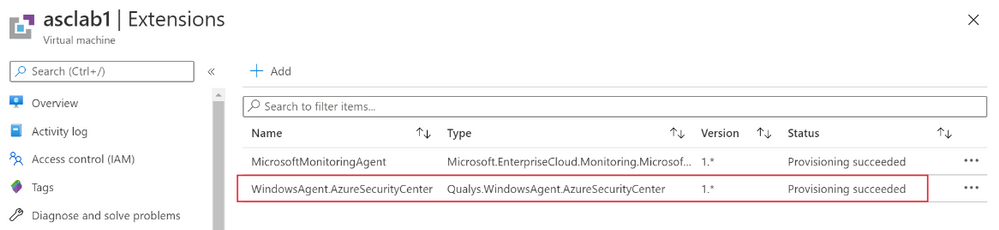 asclab1 | Extensions
Virtual machine
Search (Ctrl+/)
«
Overview
Activity log
Access control (IAM)
Tags
Diagnose and solve problems
+ Add
Search to filter items...
Name Type Version Status
MicrosoftMonitoringAgent Microsoft.EnterpriseCloud.Monitoring.Microsof... 1.* Provisioning succeeded
WindowsAgent.AzureSecurityCenter Qualys.WindowsAgent.AzureSecurityCenter 1.* Provisioning succeeded